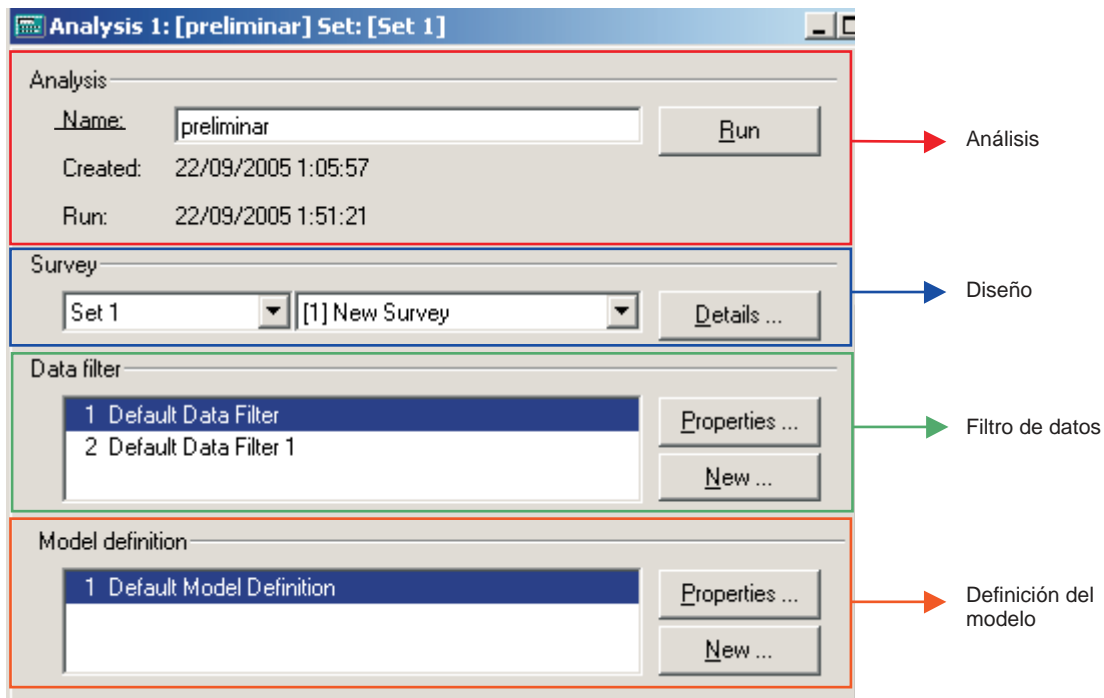 Analysis 1: [preliminar] Set: [Set 1]
Analysis
Name: preliminar Run
Created: 22/09/2005 1:05:57
Run: 22/09/2005 1:51:21
Análisis
Survey
Set 1 [1] New Survey Details ...
Diseño
Data filter
1 Default Data Filter
2 Default Data Filter 1
Properties ...
New ...
Filtro de datos
Model definition
1 Default Model Definition
Properties ...
New ...
Definición del
modelo